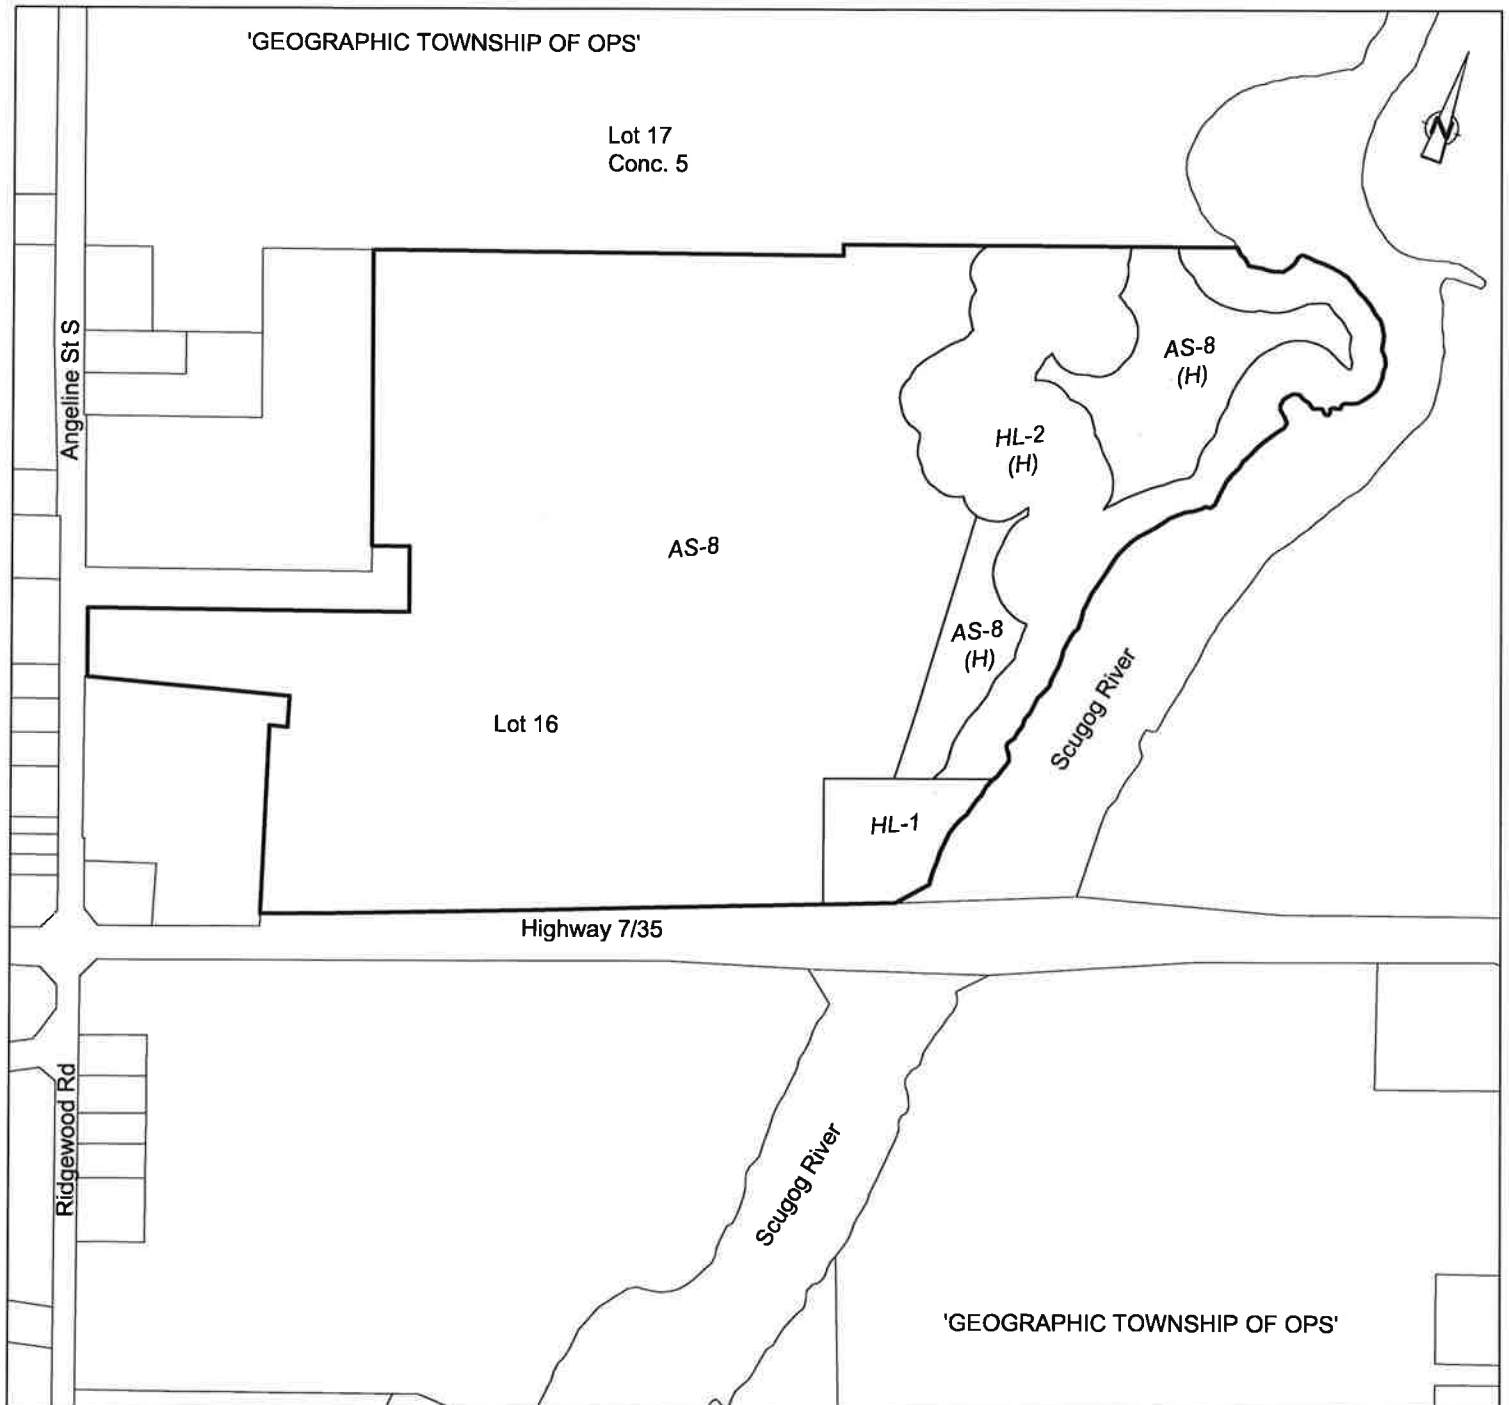 'GEOGRAPHIC TOWNSHIP OF OPS'
Lot 17
Conc. 5
N
Angeline St S
AS-8
(H)
HL-2
(H)
AS-8
AS-8
(H)
Lot 16
Scugog River
HL-1
Highway 7/35
Ridgewood Rd
Scugog River
'GEOGRAPHIC TOWNSHIP OF OPS'